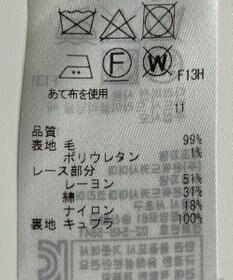 F W
F13H
あて布を使用
11
品質
表地 毛 99%
ポリウレタン 1%
レース部分
レーヨン 51%
綿 31%
ナイロン 18%
裏地 キュプラ 100%